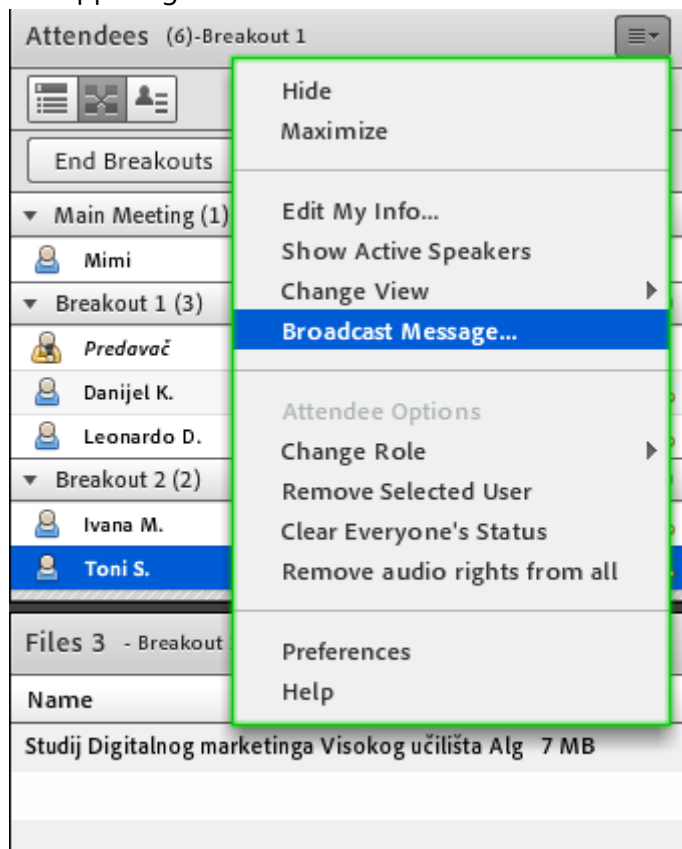 Attendees (6)-Breakout 1
Hide
Maximize
End Breakouts
Main Meeting (1)
Edit My Info...
Mimi
Show Active Speakers
Breakout 1 (3)
Change View
Predavač
Broadcast Message...
Danijel K.
Attendee Options
Leonardo D.
Change Role
Breakout 2 (2)
Remove Selected User
Ivana M.
Clear Everyone's Status
Toni S.
Remove audio rights from all
Files 3 - Breakout
Preferences
Name
Help
Studij Digitalnog marketinga Visokog učilišta Alg 7 MB